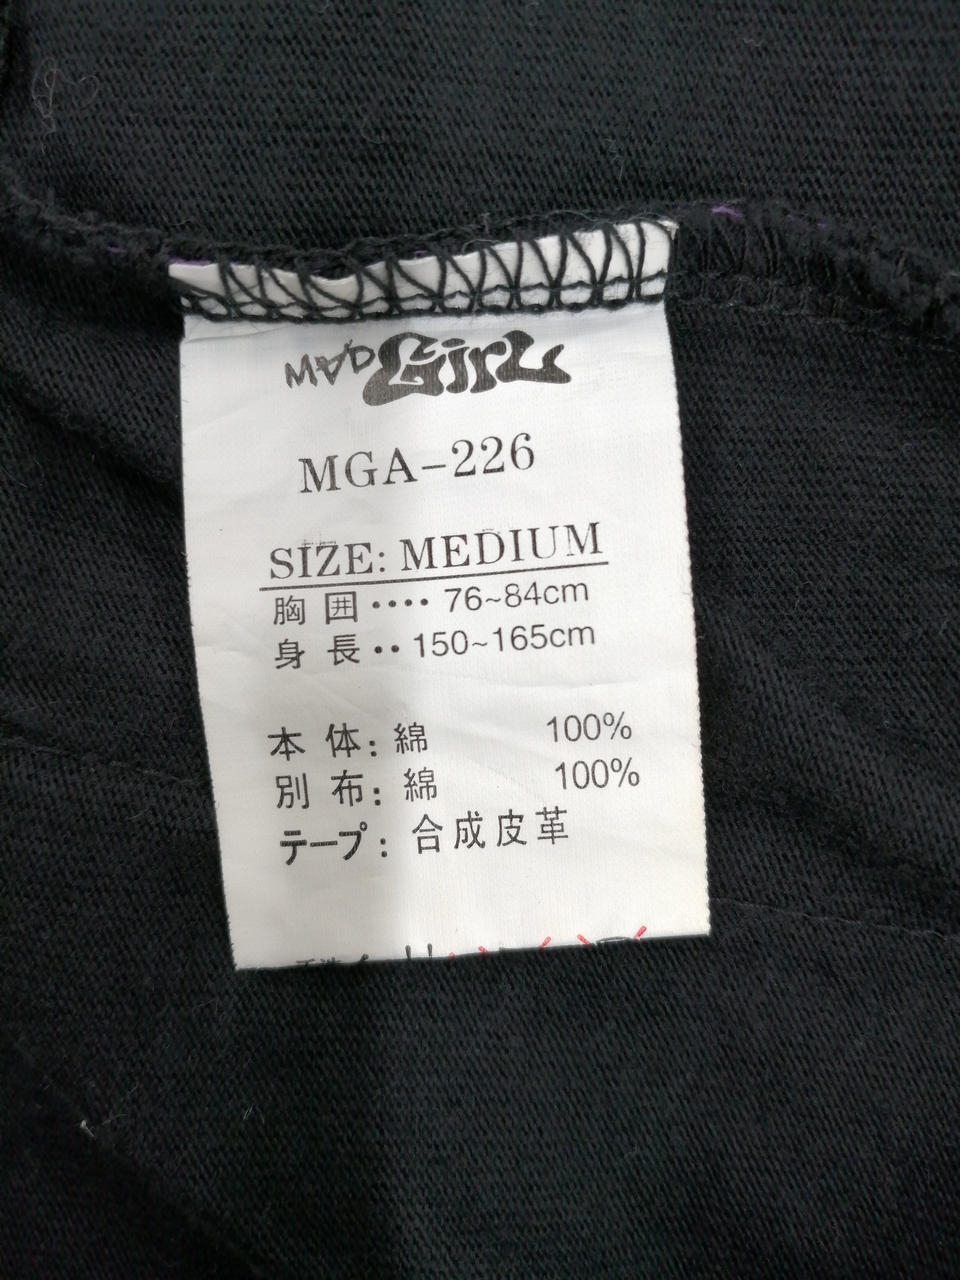 MAD GirL
MGA-226
SIZE: MEDIUM
胸囲････76~84cm
身長･･150~165cm
本体：綿 100%
別布：綿 100%
テープ：合成皮革